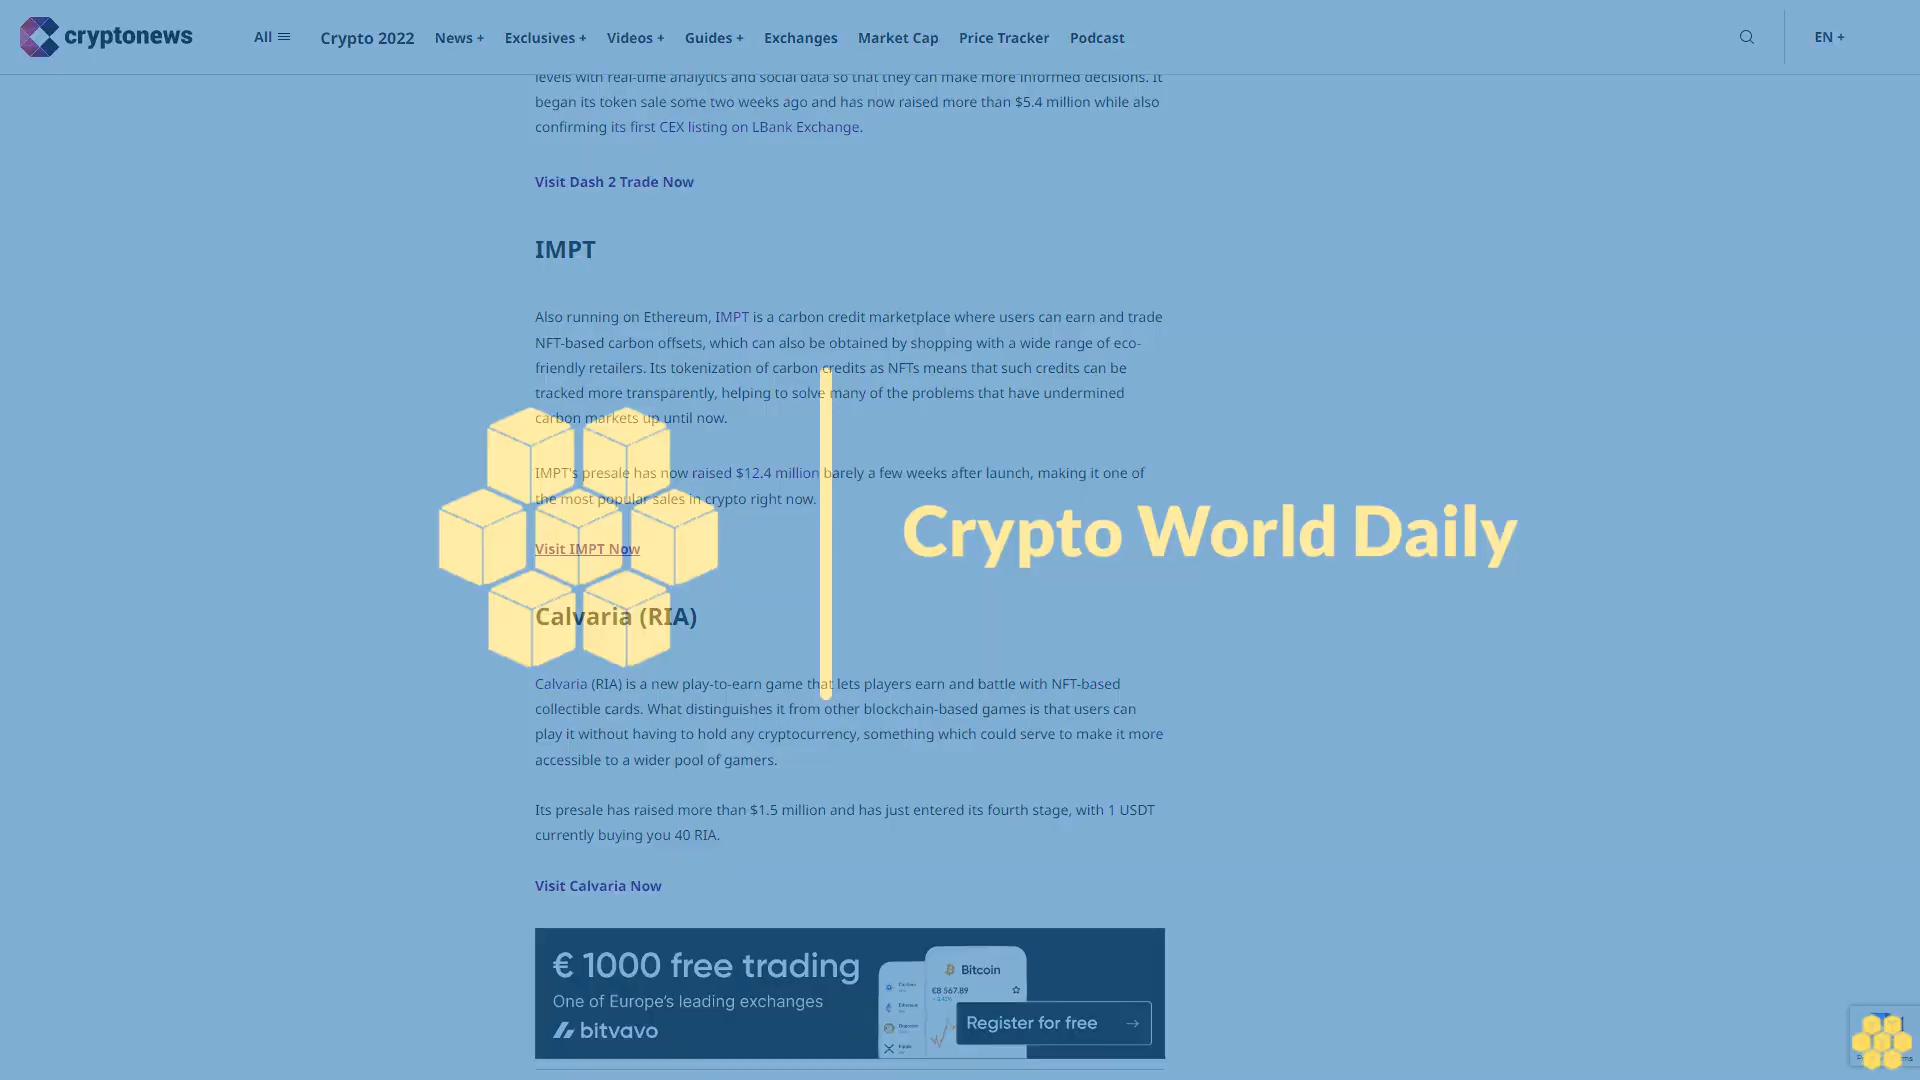 cryptonews
All
Crypto 2022
News +
Exclusives +
Videos +
Guides +
Exchanges
Market Cap
Price Tracker
Podcast
EN +
levels with real-time analytics and social data so that they can make more informed decisions. It
began its token sale some two weeks ago and has now raised more than $5.4 million while also
confirming its first CEX listing on LBank Exchange.
Visit Dash 2 Trade Now
IMPT
Also running on Ethereum, IMPT is a carbon credit marketplace where users can earn and trade
NFT-based carbon offsets, which can also be obtained by shopping with a wide range of eco-
friendly retailers. Its tokenization of carbon credits as NFTs means that such credits can be
tracked more transparently, helping to solve many of the problems that have undermined
carbon markets up until now.
IMPT's presale has now raised $12.4 million barely a few weeks after launch, making it one of
the most popular sales in crypto right now.
Crypto World Daily
Visit IMPT Now
Calvaria (RIA)
Calvaria (RIA) is a new play-to-earn game that lets players earn and battle with NFT-based
collectible cards. What distinguishes it from other blockchain-based games is that users can
play it without having to hold any cryptocurrency, something which could serve to make it more
accessible to a wider pool of gamers.
Its presale has raised more than $1.5 million and has just entered its fourth stage, with 1 USDT
currently buying you 40 RIA.
Visit Calvaria Now
€ 1000 free trading
One of Europe's leading exchanges
bitvavo
Bitcoin
€8 567.89
Register for free